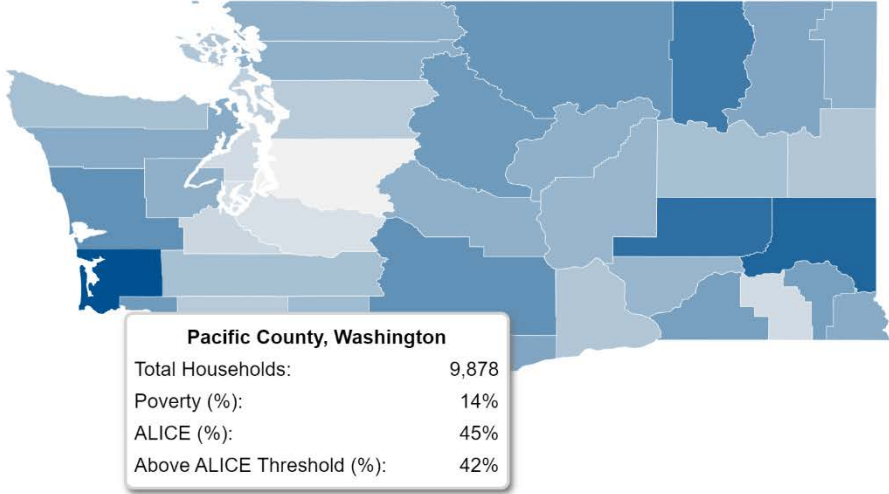 Pacific County, Washington
Total Households: 9,878
Poverty (%): 14%
ALICE (%): 45%
Above ALICE Threshold (%): 42%